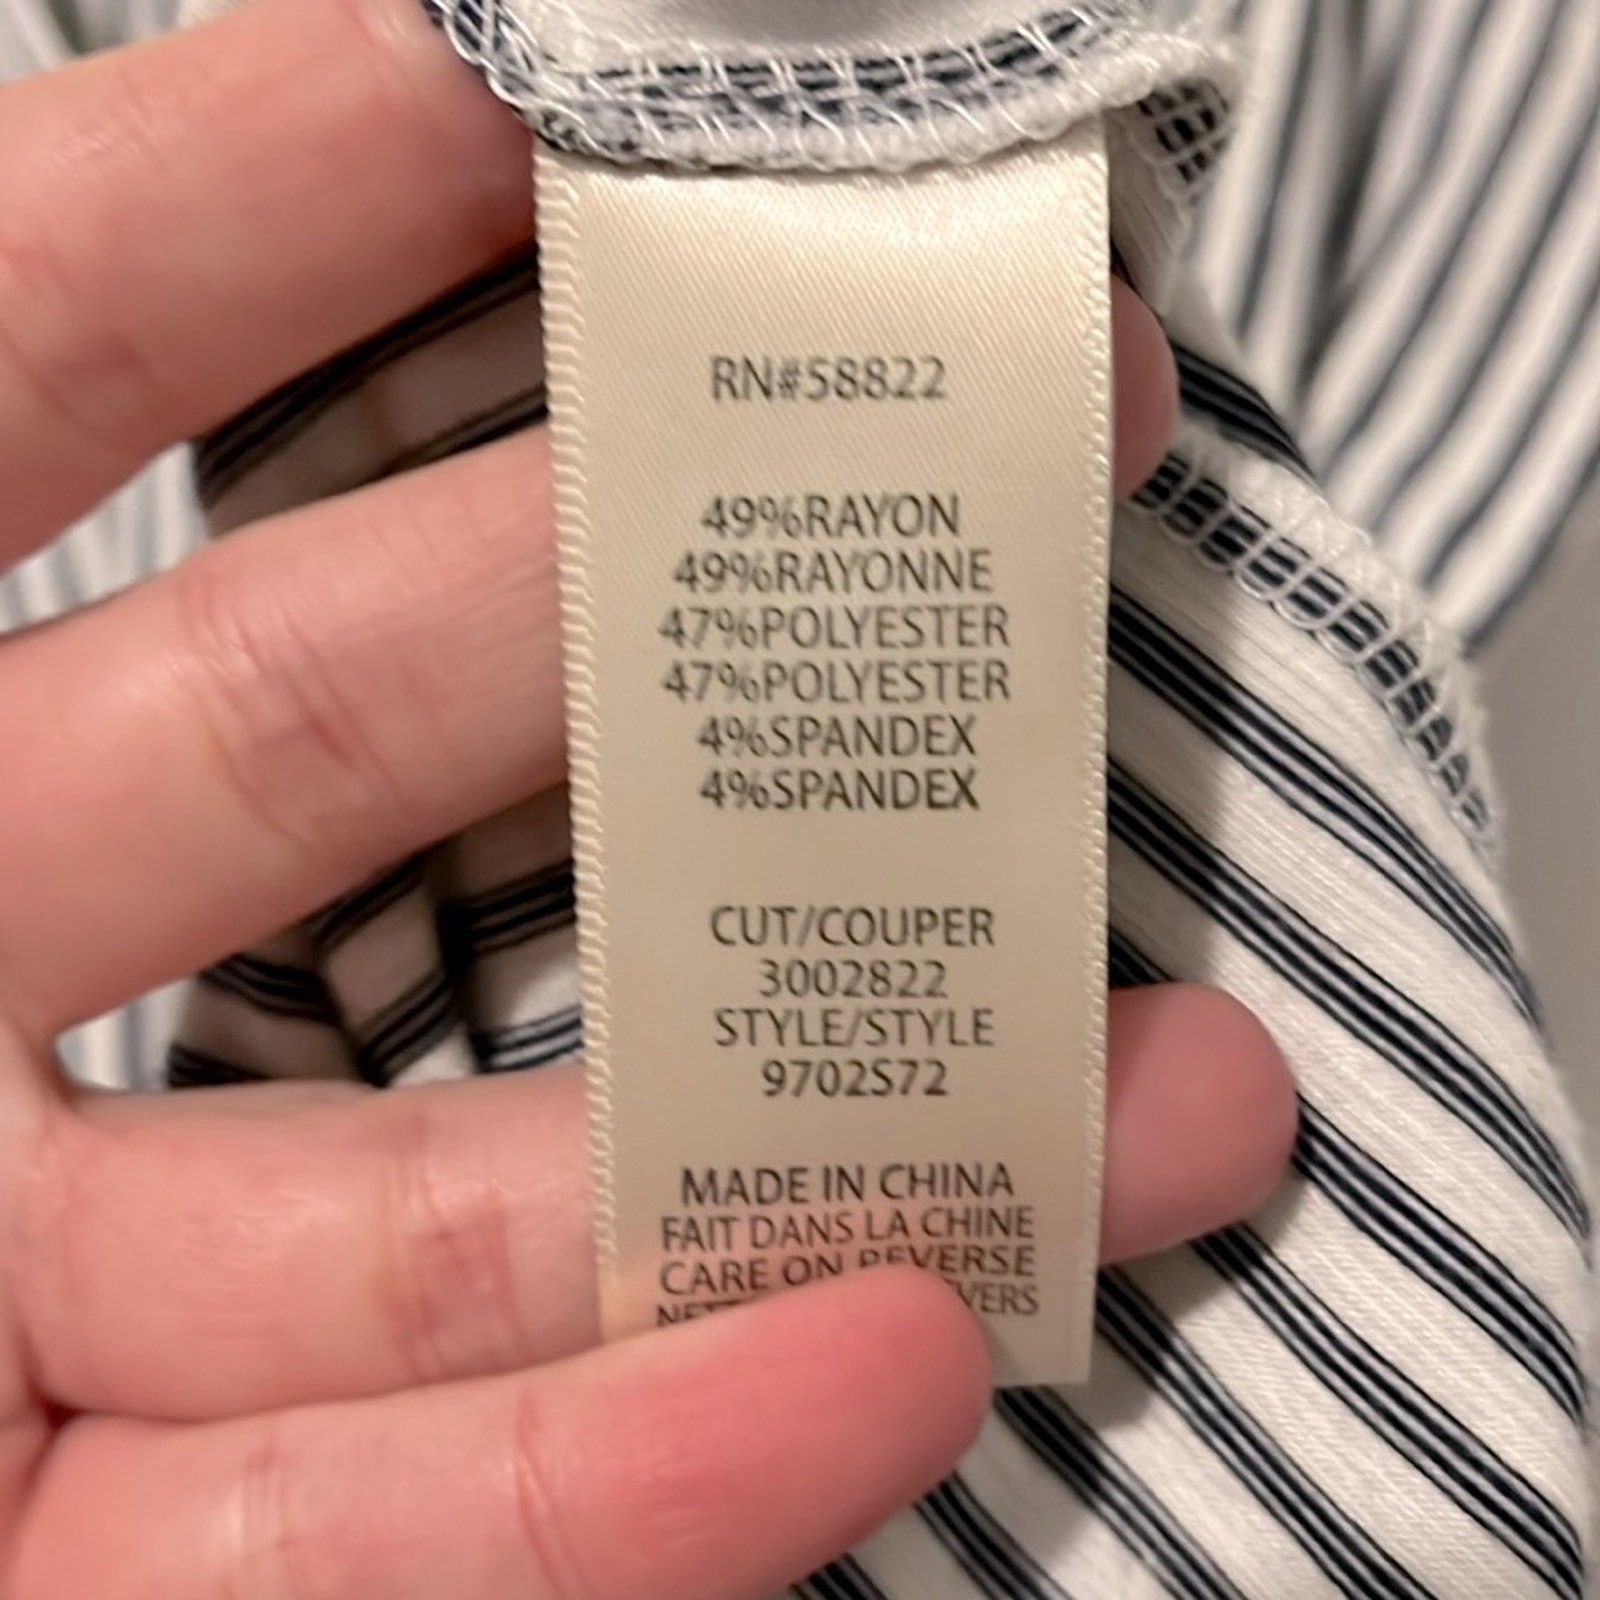 RN#58822
49%RAYON
49%RAYONNE
47%POLYESTER
47%POLYESTER
4%SPANDEX
4%SPANDEX
CUT/COUPER
3002822
STYLE/STYLE
9702S72
MADE IN CHINA
FAIT DANS LA CHINE
CARE ON REVERSE